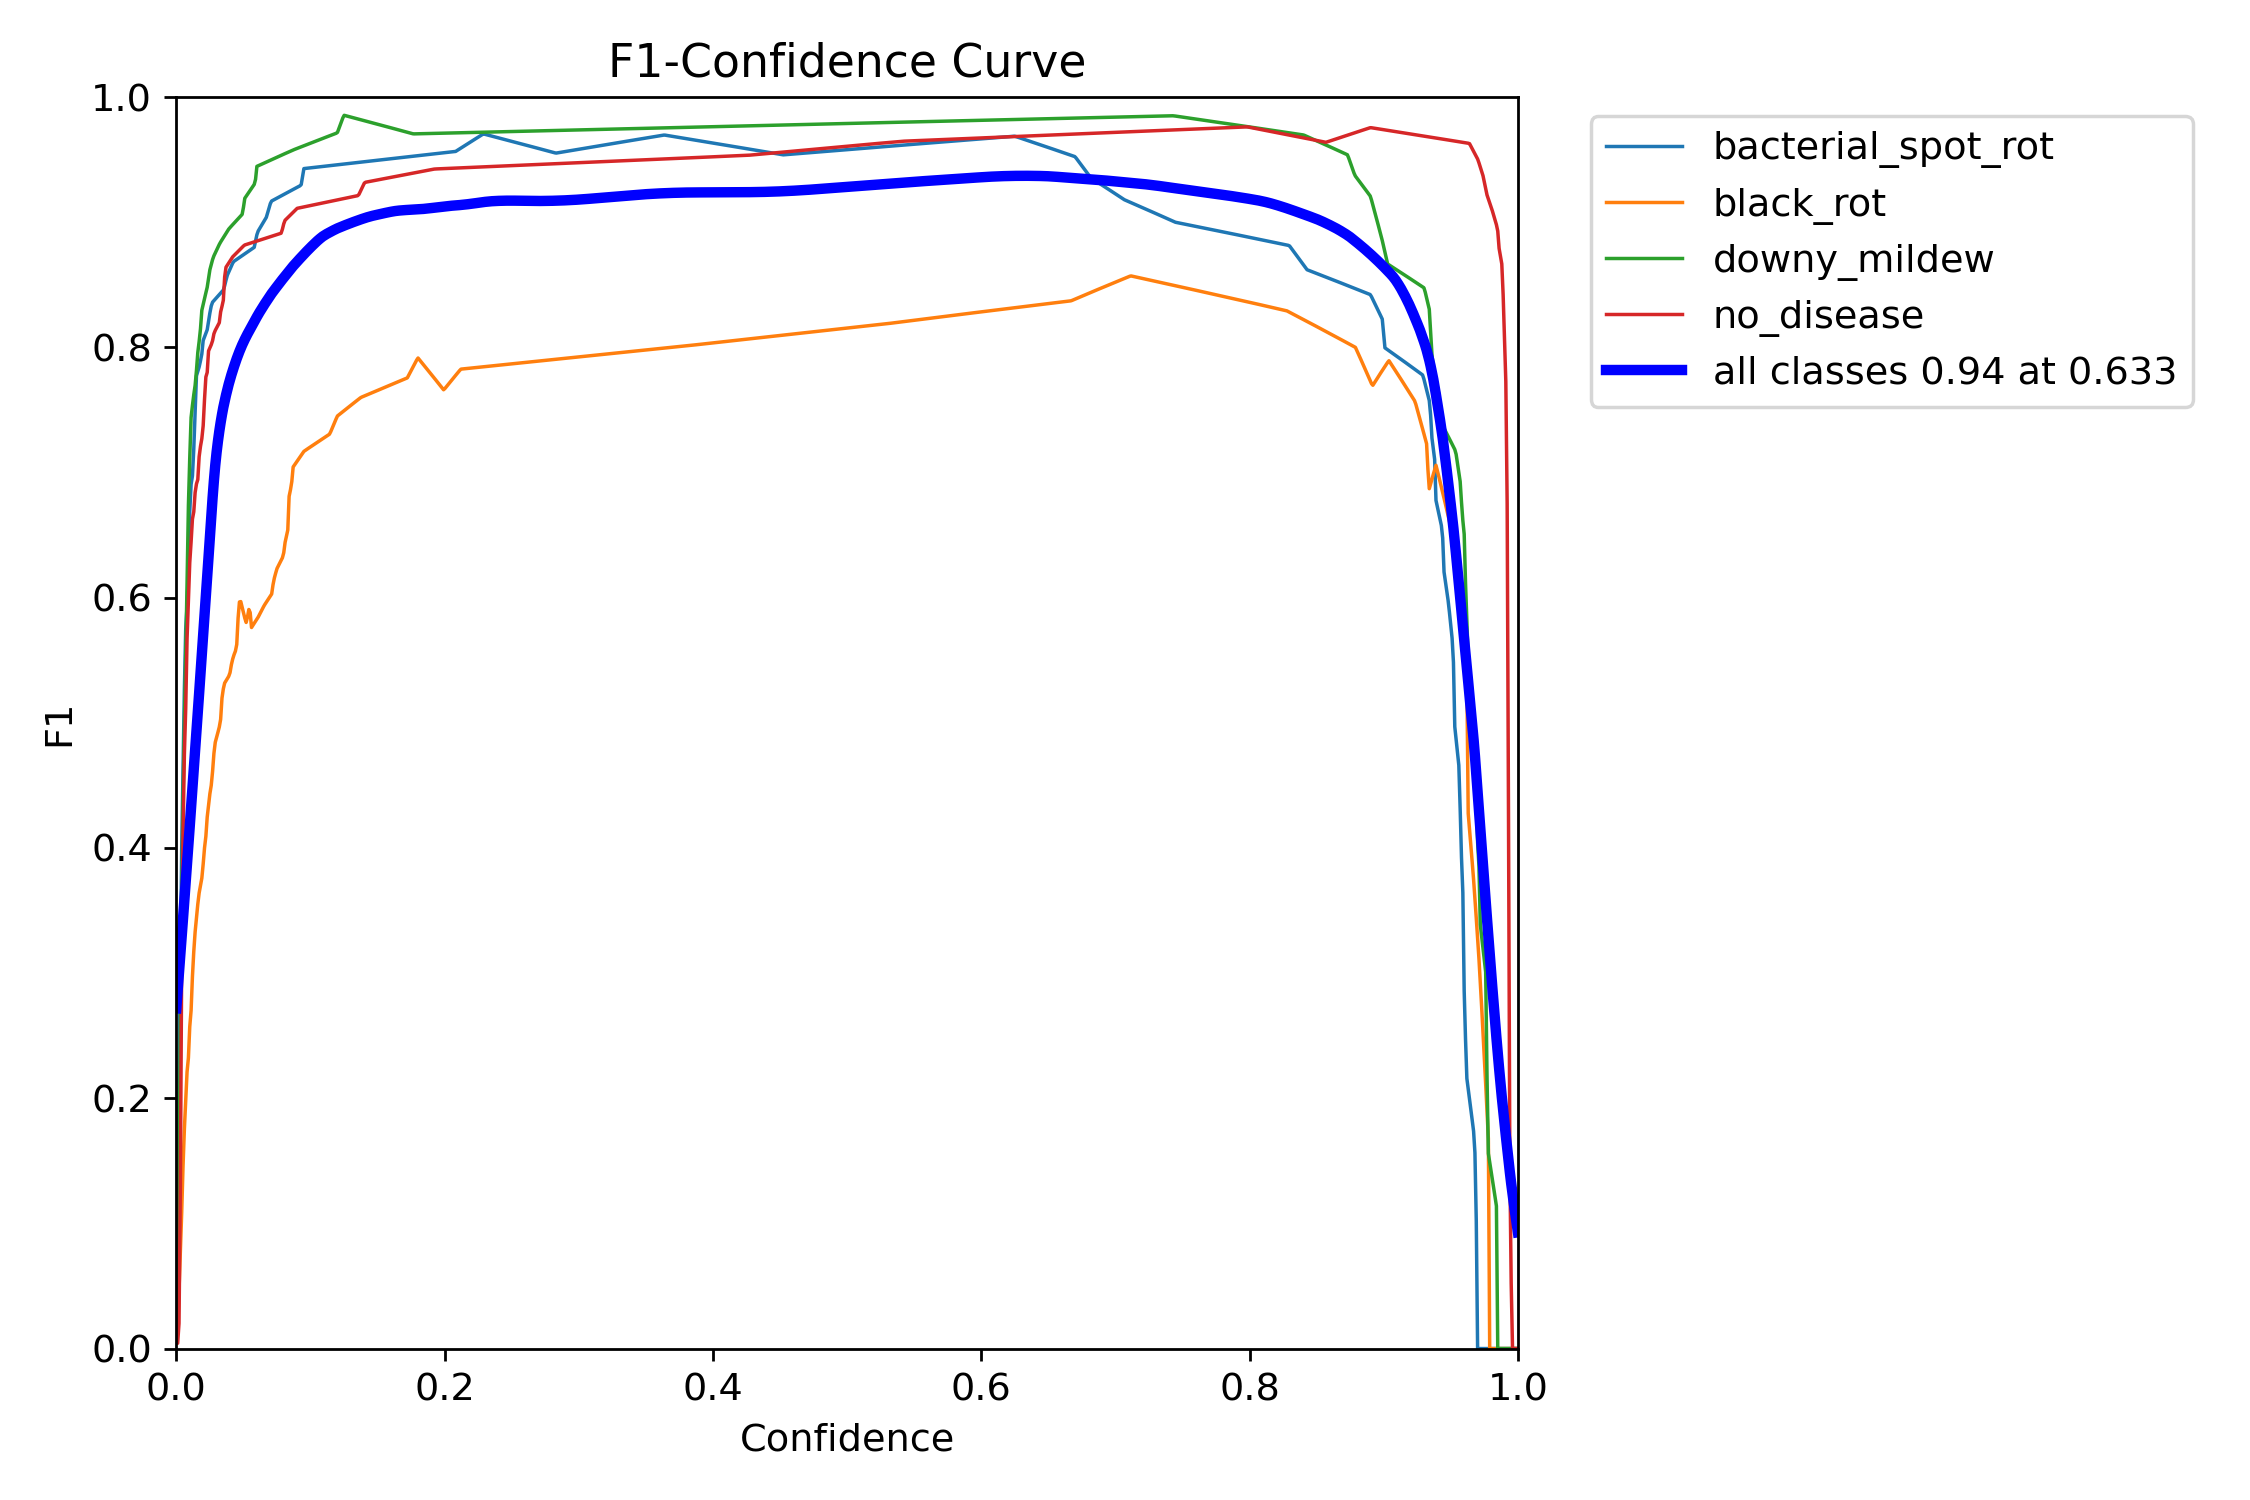 F1-Confidence Curve
1.0
0.8
0.6
0.4
0.2
0.0
F1
0.0 0.2 0.4 0.6 0.8 1.0
Confidence
bacterial_spot_rot
black_rot
downy_mildew
no_disease
all classes 0.94 at 0.633